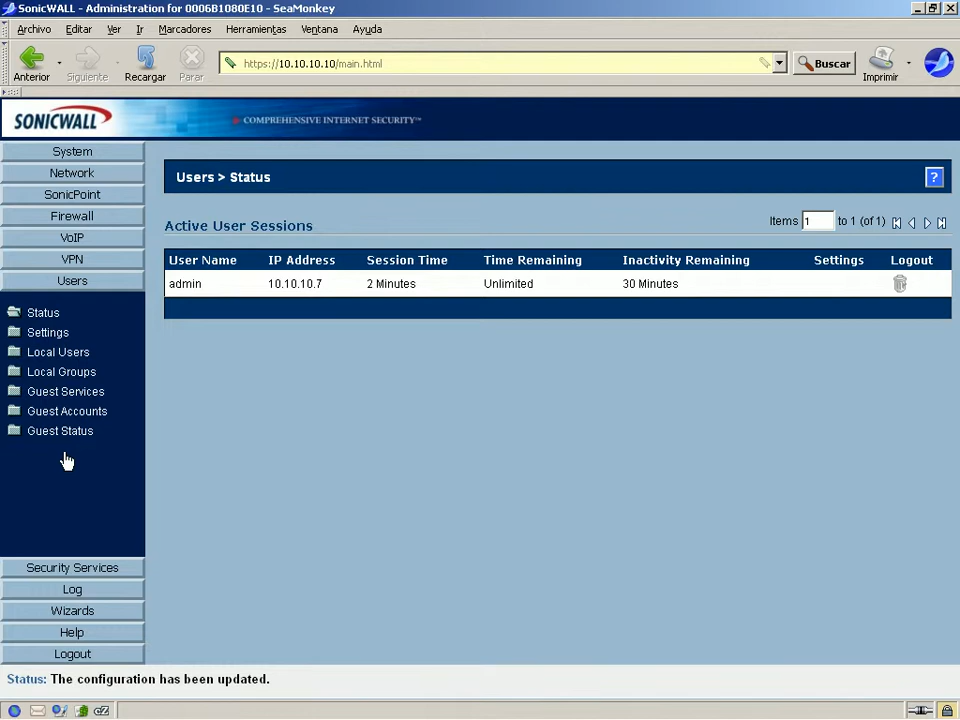 SonicWALL - Administration for 0006B1080E10 - SeaMonkey
Archivo Editar Ver Ir Marcadores Herramientas Ventana Ayuda
Anterior Siguiente Recargar Parar https://10.10.10.10/main.html Buscar Imprimir
SONICWALL COMPREHENSIVE INTERNET SECURITY™
System
Network
SonicPoint
Firewall
VoIP
VPN
Users
Status
Settings
Local Users
Local Groups
Guest Services
Guest Accounts
Guest Status
Security Services
Log
Wizards
Help
Logout
Users > Status ?
Active User Sessions Items 1 to 1 (of 1)
User Name IP Address Session Time Time Remaining Inactivity Remaining Settings Logout
admin 10.10.10.7 2 Minutes Unlimited 30 Minutes
Status: The configuration has been updated.
cZ